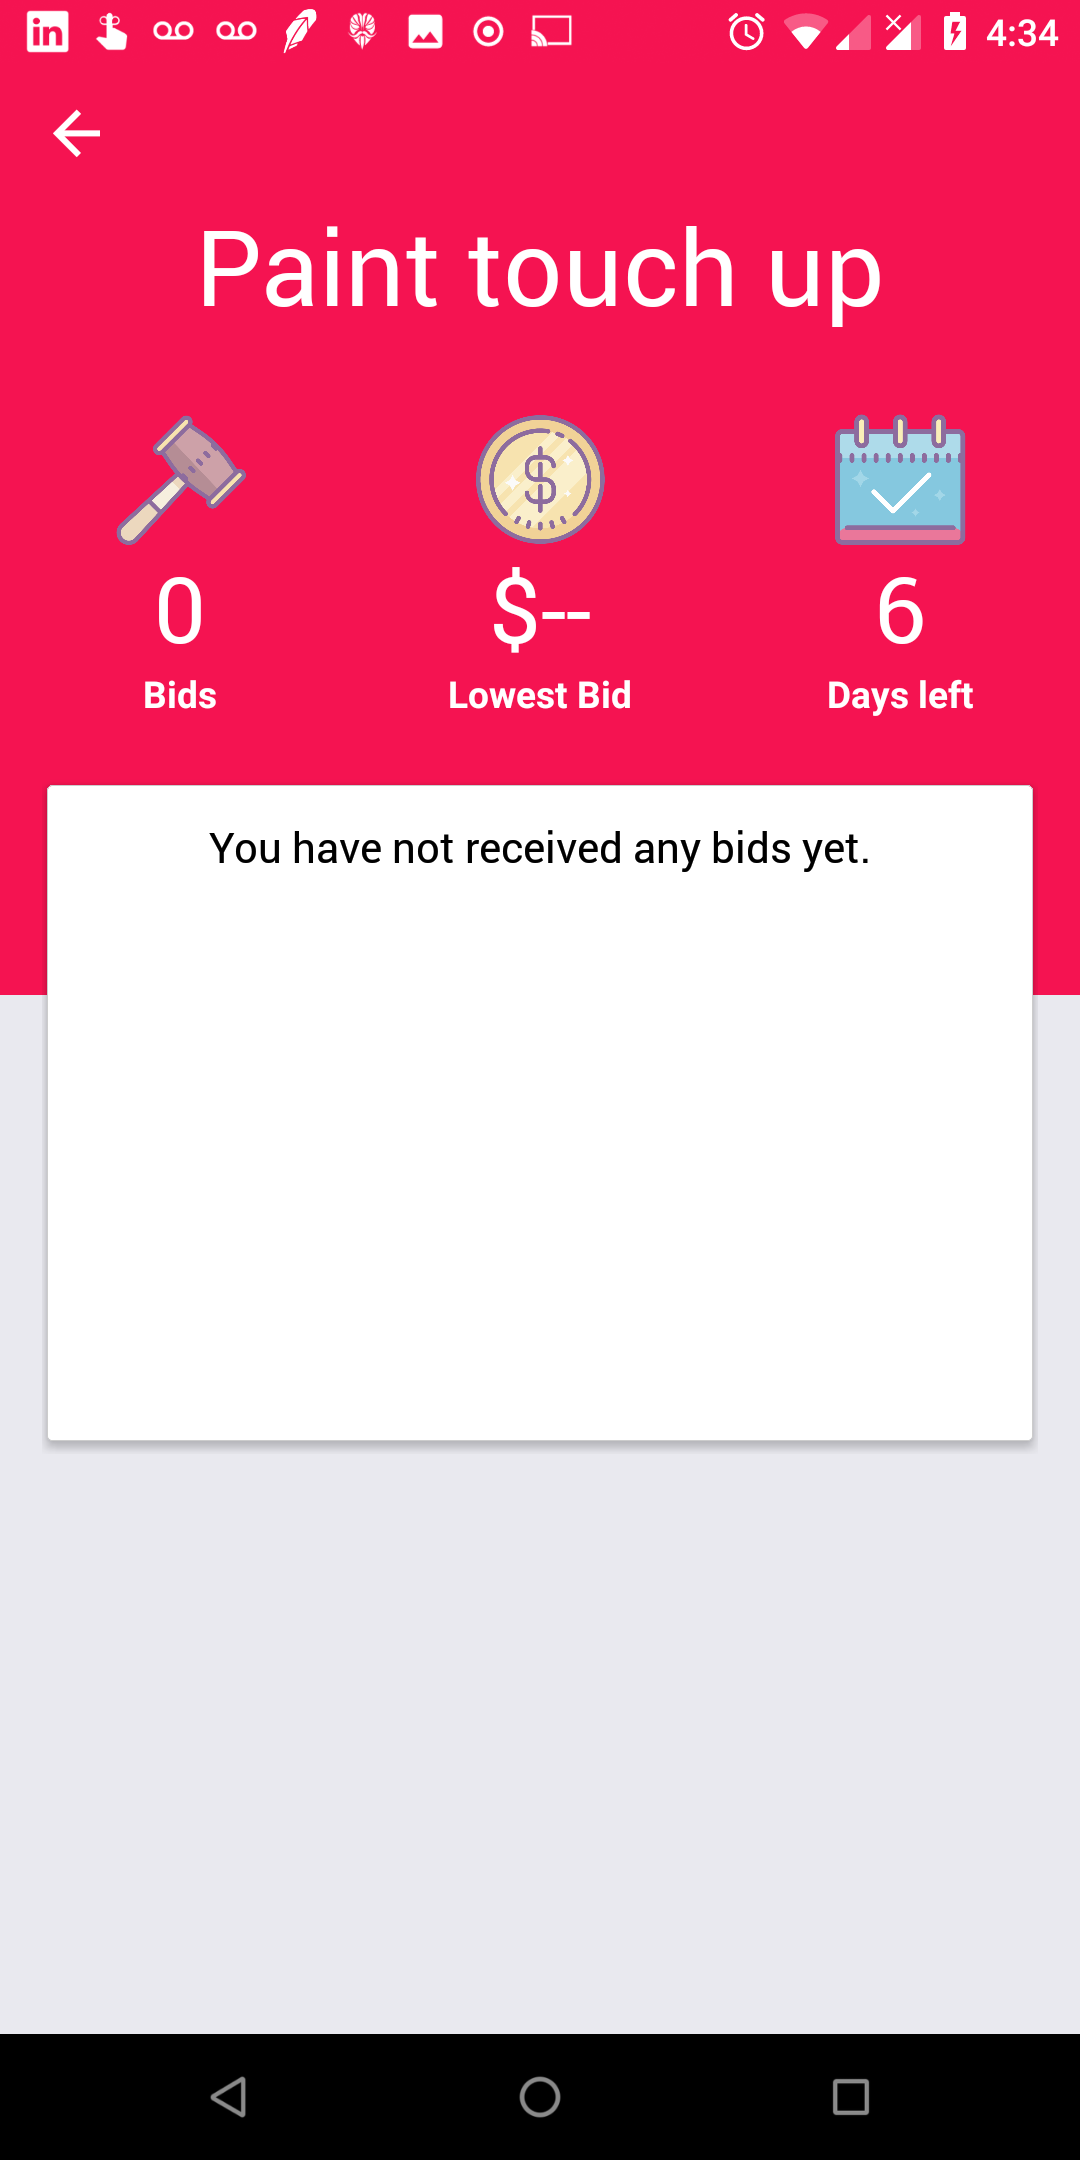 in
4:34
Paint touch up
$
0
$--
6
Bids
Lowest Bid
Days left
You have not received any bids yet.